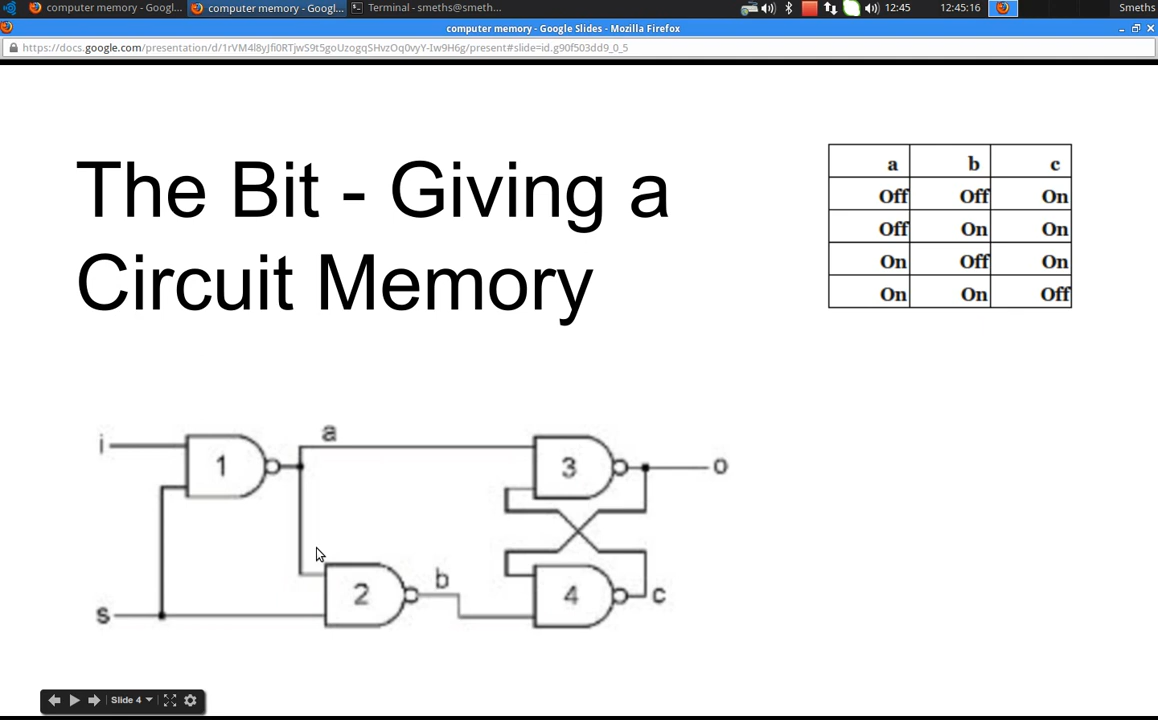 computer memory - Googl...
computer memory - Googl...
Terminal - smeths@smeth...
12:45
12:45:16
Smeths
computer memory - Google Slides - Mozilla Firefox
https://docs.google.com/presentation/d/1rVM4l8yJfi0RTjwS9t5goUzogqSHvzOq0vyY-Iw9H6g/present#slide=id.g90f503dd9_0_5
The Bit - Giving a
Circuit Memory
a b c
Off Off On
Off On On
On Off On
On On Off
i 1 a 3 o
s 2 b 4 c
Slide 4